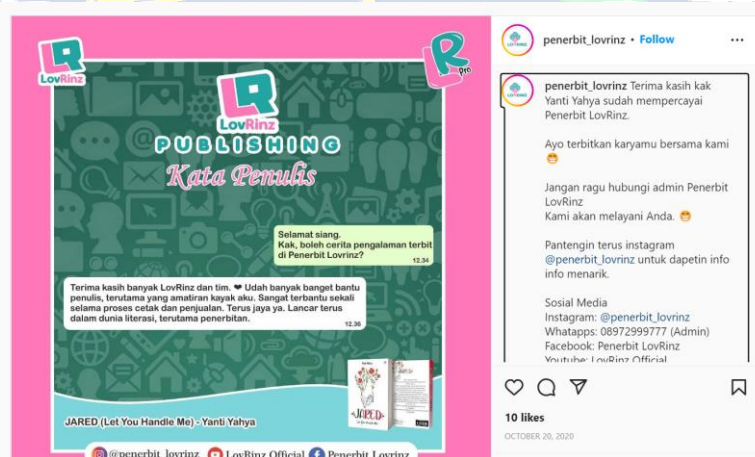 LovRinz
R
Pro
LovRinz
PUBLISHING
Kata Penulis
Selamat siang.
Kak, boleh cerita pengalaman terbit
di Penerbit Lovrinz?
12.34
Terima kasih banyak LovRinz dan tim. ❤ Udah banyak banget bantu
penulis, terutama yang amatiran kayak aku. Sangat terbantu sekali
selama proses cetak dan penjualan. Terus jaya ya. Lancar terus
dalam dunia literasi, terutama penerbitan.
12.36
JARED
JARED (Let You Handle Me) - Yanti Yahya
@penerbit_lovrinz LovRinz Official Penerbit Lovrinz
penerbit_lovrinz • Follow
penerbit_lovrinz Terima kasih kak
Yanti Yahya sudah mempercayai
Penerbit LovRinz.
Ayo terbitkan karyamu bersama kami
😁
Jangan ragu hubungi admin Penerbit
LovRinz
Kami akan melayani Anda. 😁
Pantengin terus instagram
@penerbit_lovrinz untuk dapetin info
info menarik.
Sosial Media
Instagram: @penerbit_lovrinz
Whatapps: 08972999777 (Admin)
Facebook: Penerbit LovRinz
Youtube: LovRinz Official
10 likes
OCTOBER 20, 2020